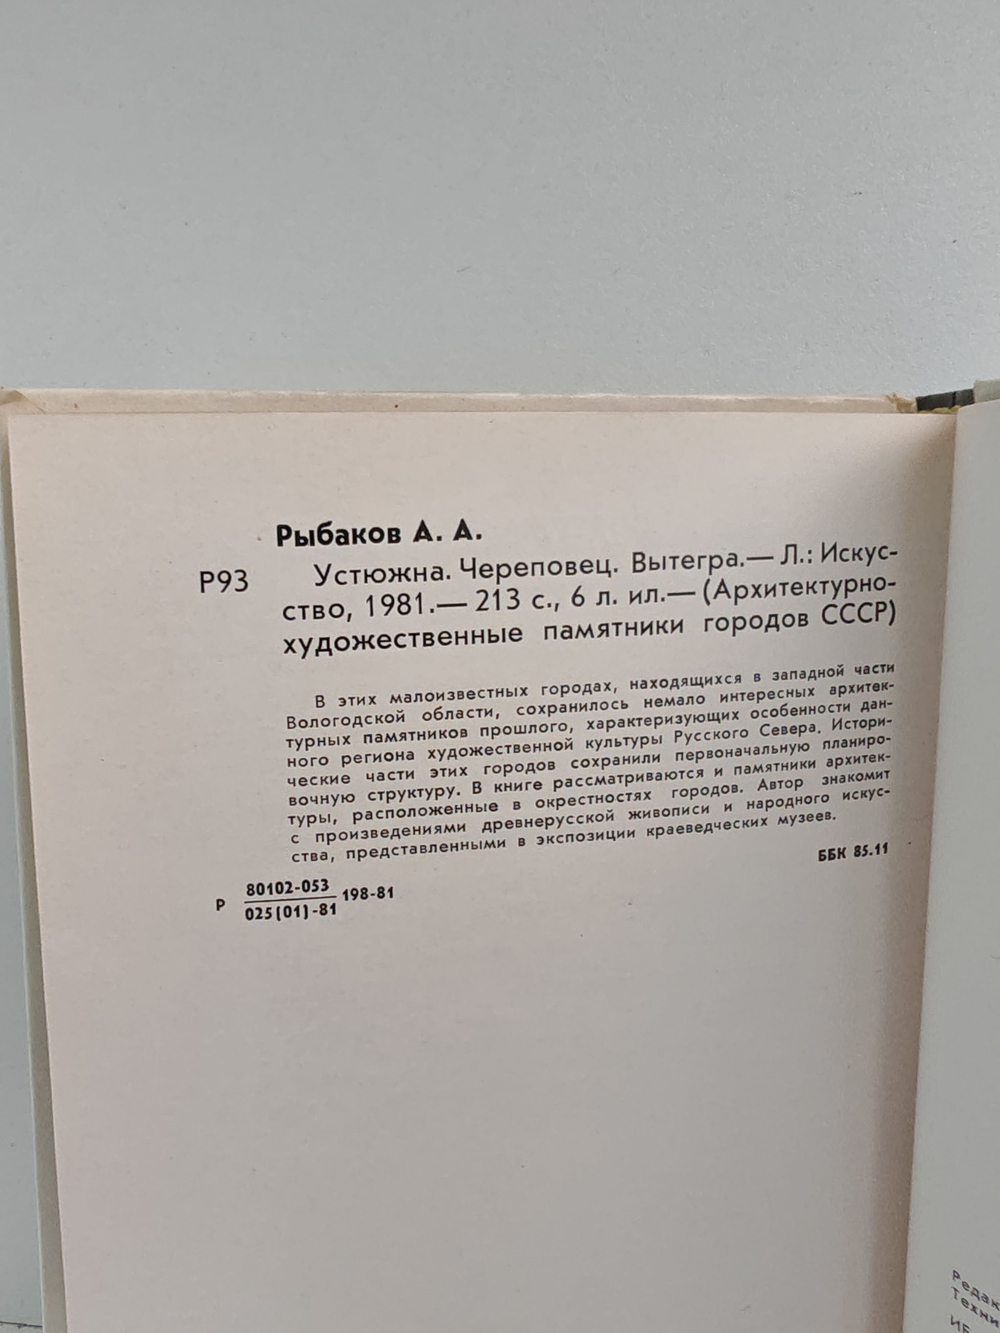 Рыбаков А. А.
Р93 Устюжна. Череповец. Вытегра.— Л.: Искус-
ство, 1981.— 213 с., 6 л. ил.— (Архитектурно-
художественные памятники городов СССР)
В этих малоизвестных городах, находящихся в западной части
Вологодской области, сохранилось немало интересных архитек-
турных памятников прошлого, характеризующих особенности дан-
ного региона художественной культуры Русского Севера. Истори-
ческие части этих городов сохранили первоначальную планиро-
вочную структуру. В книге рассматриваются и памятники архитек-
туры, расположенные в окрестностях городов. Автор знакомит
с произведениями древнерусской живописи и народного искус-
ства, представленными в экспозиции краеведческих музеев.
ББК 85.11
80102-053
Р 198-81
025(01)-81
Редак
Техни
ИБ